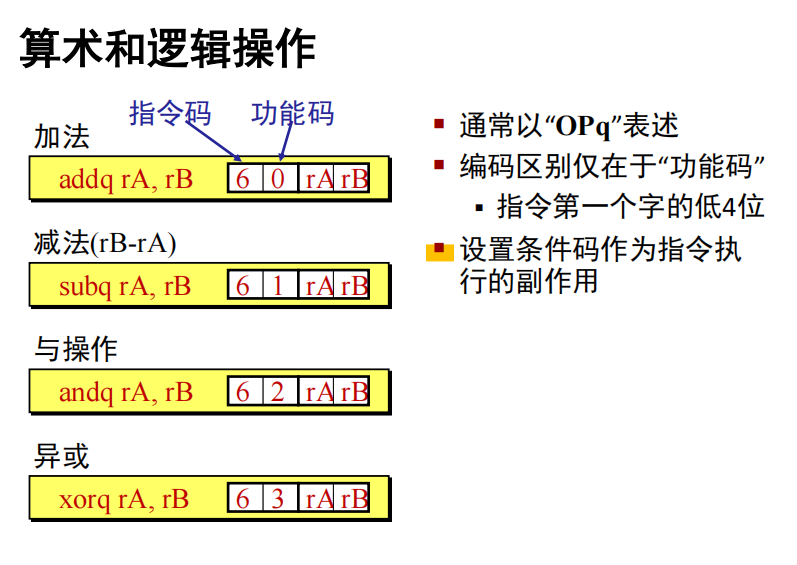 算术和逻辑操作
指令码 功能码
加法
addq rA, rB 6 0 rA rB
减法(rB-rA)
subq rA, rB 6 1 rA rB
与操作
andq rA, rB 6 2 rA rB
异或
xorq rA, rB 6 3 rA rB
▪ 通常以“OPq”表述
▪ 编码区别仅在于“功能码”
▪ 指令第一个字的低4位
▪ 设置条件码作为指令执
行的副作用